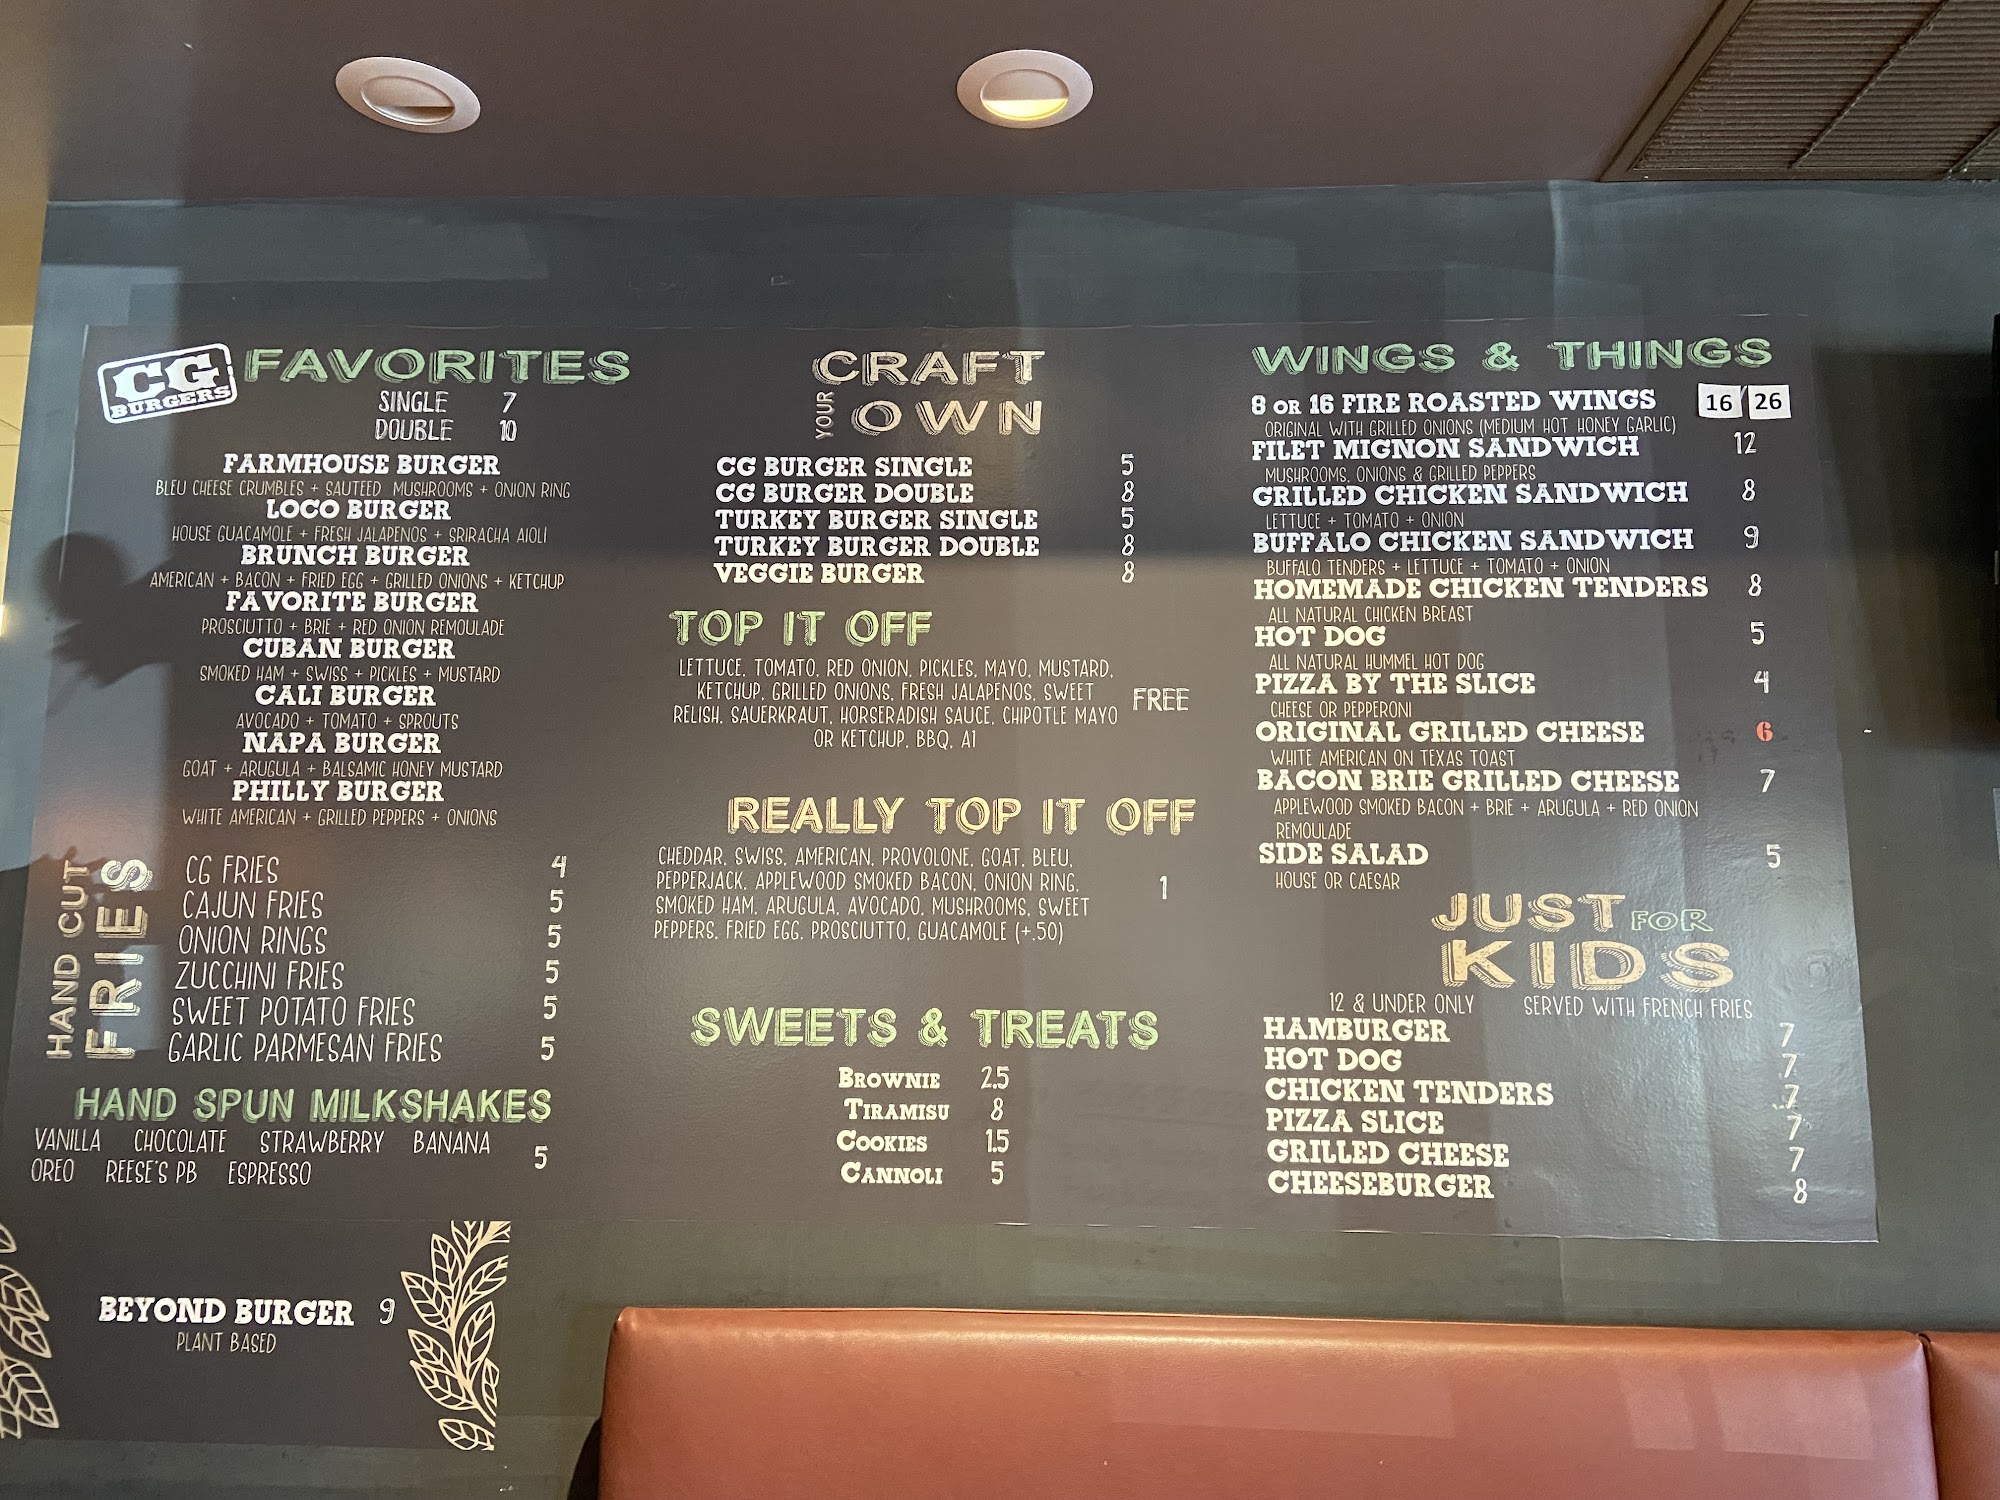 CG
BURGERS
FAVORITES
SINGLE 7
DOUBLE 10
FARMHOUSE BURGER
BLEU CHEESE CRUMBLES + SAUTEED MUSHROOMS + ONION RING
LOCO BURGER
HOUSE GUACAMOLE + FRESH JALAPENOS + SRIRACHA AIOLI
BRUNCH BURGER
AMERICAN + BACON + FRIED EGG + GRILLED ONIONS + KETCHUP
FAVORITE BURGER
PROSCIUTTO + BRIE + RED ONION REMOULADE
CUBAN BURGER
SMOKED HAM + SWISS + PICKLES + MUSTARD
CALI BURGER
AVOCADO + TOMATO + SPROUTS
NAPA BURGER
GOAT + ARUGULA + BALSAMIC HONEY MUSTARD
PHILLY BURGER
WHITE AMERICAN + GRILLED PEPPERS + ONIONS
HAND CUT
FRIES
CG FRIES 4
CAJUN FRIES 5
ONION RINGS 5
ZUCCHINI FRIES 5
SWEET POTATO FRIES 5
GARLIC PARMESAN FRIES 5
HAND SPUN MILKSHAKES
VANILLA CHOCOLATE STRAWBERRY BANANA
OREO REESE'S PB ESPRESSO 5
BEYOND BURGER 9
PLANT BASED
CRAFT
YOUR OWN
CG BURGER SINGLE 5
CG BURGER DOUBLE 8
TURKEY BURGER SINGLE 5
TURKEY BURGER DOUBLE 8
VEGGIE BURGER 8
TOP IT OFF
LETTUCE, TOMATO, RED ONION, PICKLES, MAYO, MUSTARD,
KETCHUP, GRILLED ONIONS, FRESH JALAPENOS, SWEET
RELISH, SAUERKRAUT, HORSERADISH SAUCE, CHIPOTLE MAYO
OR KETCHUP, BBQ, A1
FREE
REALLY TOP IT OFF
CHEDDAR, SWISS, AMERICAN, PROVOLONE, GOAT, BLEU,
PEPPERJACK, APPLEWOOD SMOKED BACON, ONION RING,
SMOKED HAM, ARUGULA, AVOCADO, MUSHROOMS, SWEET
PEPPERS, FRIED EGG, PROSCIUTTO, GUACAMOLE (+.50)
1
SWEETS & TREATS
BROWNIE 2.5
TIRAMISU 8
COOKIES 1.5
CANNOLI 5
WINGS & THINGS
8 OR 16 FIRE ROASTED WINGS 16 / 26
ORIGINAL WITH GRILLED ONIONS (MEDIUM HOT HONEY GARLIC)
FILET MIGNON SANDWICH 12
MUSHROOMS, ONIONS & GRILLED PEPPERS
GRILLED CHICKEN SANDWICH 8
LETTUCE + TOMATO + ONION
BUFFALO CHICKEN SANDWICH 9
BUFFALO TENDERS + LETTUCE + TOMATO + ONION
HOMEMADE CHICKEN TENDERS 8
ALL NATURAL CHICKEN BREAST
HOT DOG 5
ALL NATURAL HUMMEL HOT DOG
PIZZA BY THE SLICE 4
CHEESE OR PEPPERONI
ORIGINAL GRILLED CHEESE 6
WHITE AMERICAN ON TEXAS TOAST
BACON BRIE GRILLED CHEESE 7
APPLEWOOD SMOKED BACON + BRIE + ARUGULA + RED ONION
REMOULADE
SIDE SALAD 5
HOUSE OR CAESAR
JUST FOR
KIDS
12 & UNDER ONLY SERVED WITH FRENCH FRIES
HAMBURGER 7
HOT DOG 7
CHICKEN TENDERS 7
PIZZA SLICE 7
GRILLED CHEESE 7
CHEESEBURGER 8